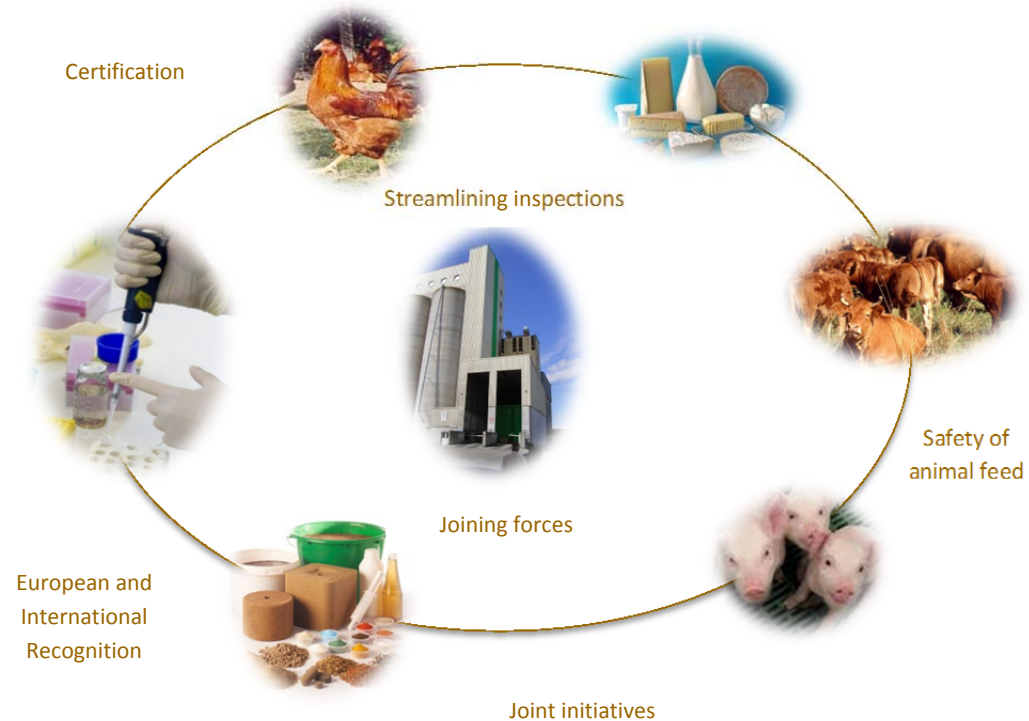 Certification
Streamlining inspections
Safety of
animal feed
Joining forces
European and
International
Recognition
Joint initiatives